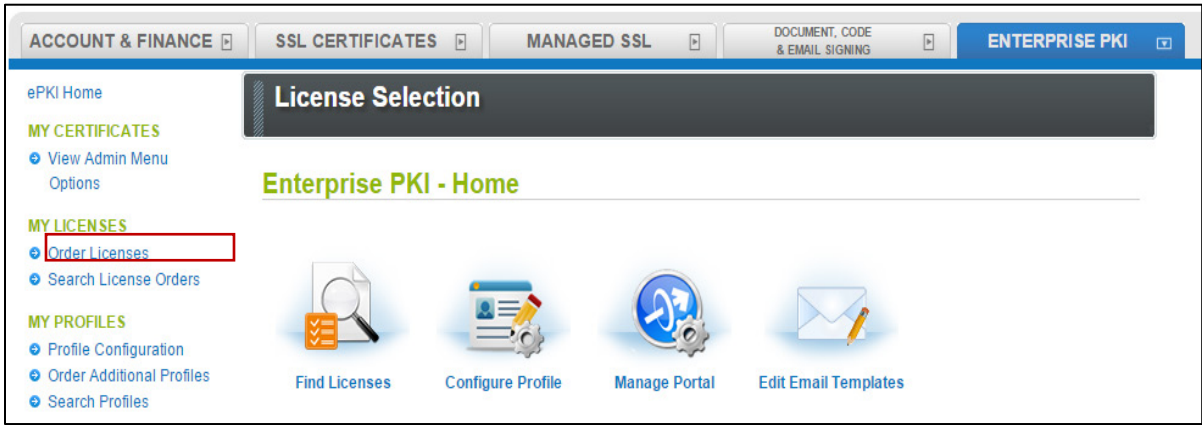 ACCOUNT & FINANCE
SSL CERTIFICATES
MANAGED SSL
DOCUMENT, CODE
& EMAIL SIGNING
ENTERPRISE PKI
ePKI Home
MY CERTIFICATES
View Admin Menu
Options
MY LICENSES
Order Licenses
Search License Orders
MY PROFILES
Profile Configuration
Order Additional Profiles
Search Profiles
License Selection
Enterprise PKI - Home
Find Licenses
Configure Profile
Manage Portal
Edit Email Templates